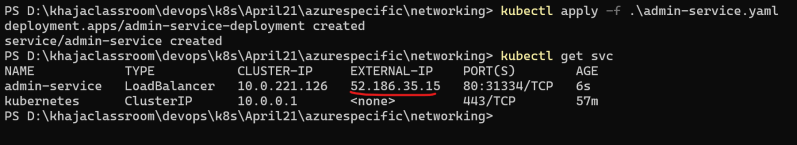 PS D:\khajaclassroom\devops\k8s\April21\azurespecific\networking> kubectl apply -f .\admin-service.yaml
deployment.apps/admin-service-deployment created
service/admin-service created
PS D:\khajaclassroom\devops\k8s\April21\azurespecific\networking> kubectl get svc
NAME TYPE CLUSTER-IP EXTERNAL-IP PORT(S) AGE
admin-service LoadBalancer 10.0.221.126 52.186.35.15 80:31334/TCP 6s
kubernetes ClusterIP 10.0.0.1 <none> 443/TCP 57m
PS D:\khajaclassroom\devops\k8s\April21\azurespecific\networking>